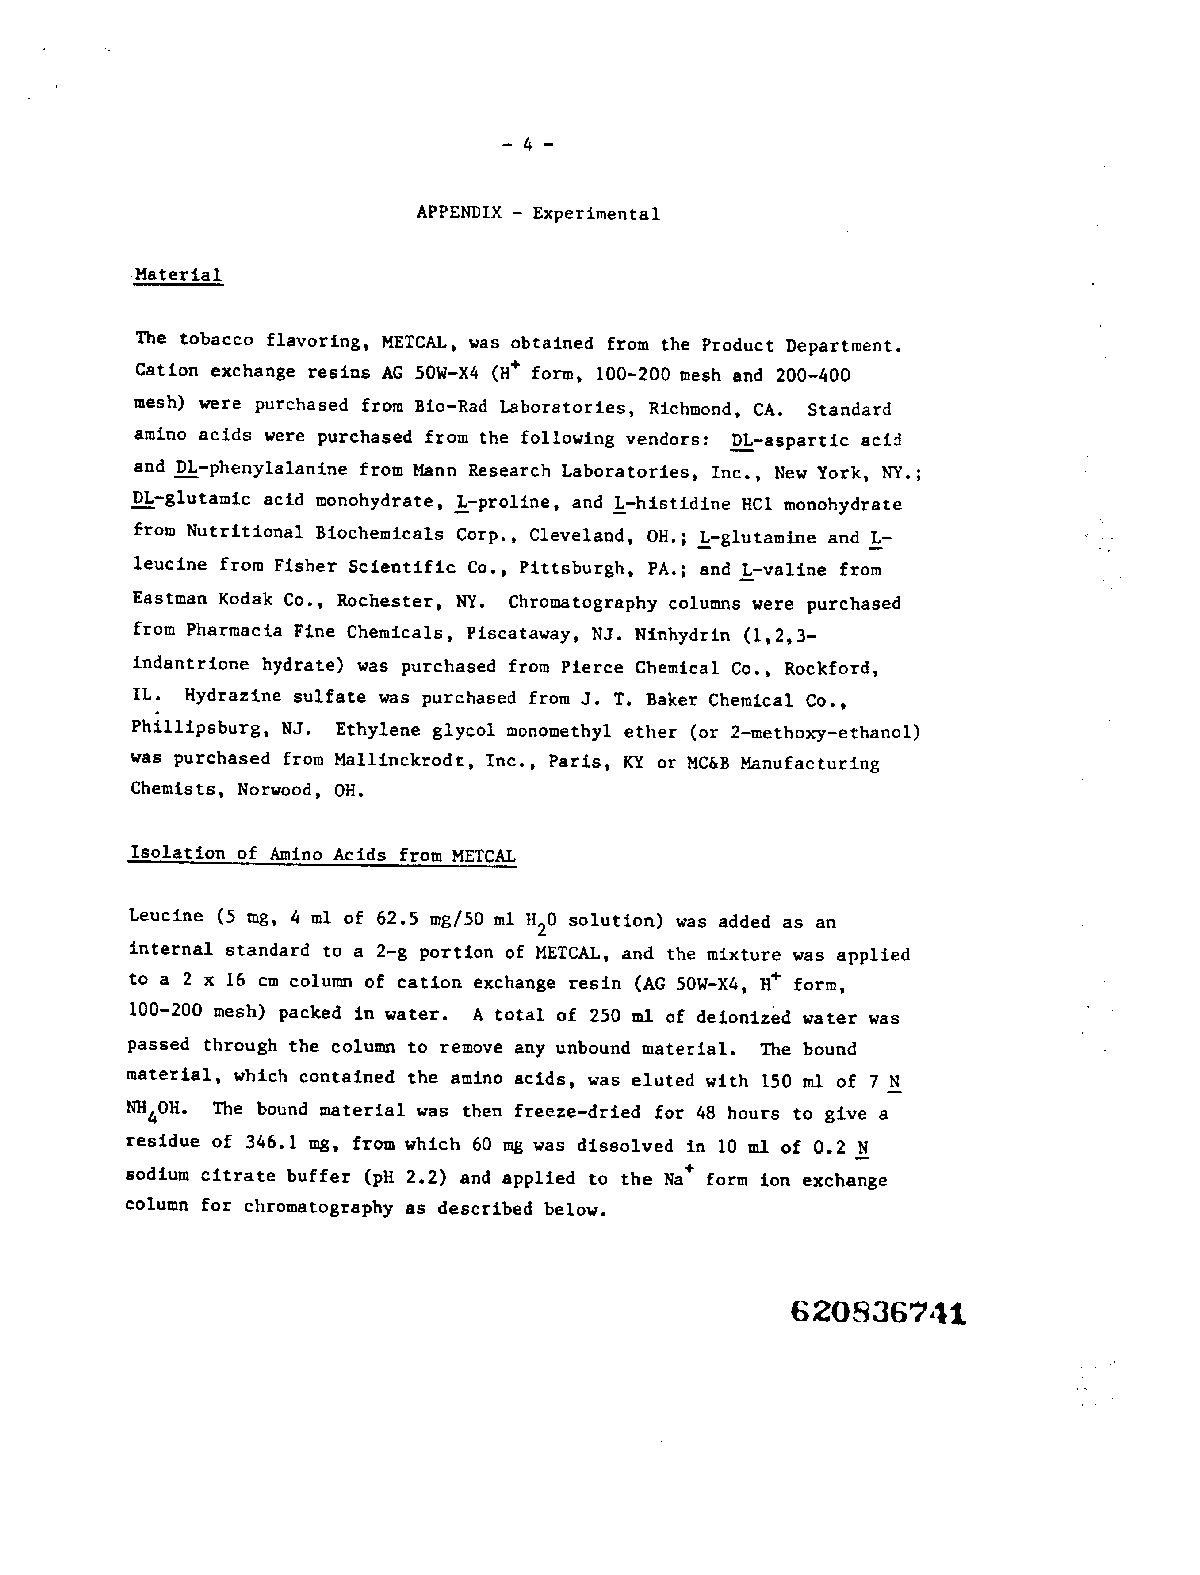 - 4 -
APPENDIX - Experimental
Material
The tobacco flavoring, METCAL, was obtained from the Product Department.
Cation exchange resins AG 50W-X4 (H+ form, 100-200 mesh and 200-400
mesh) were purchased from Bio-Rad Laboratories, Richmond, CA. Standard
amino acids were purchased from the following vendors: DL-aspartic acid
and DL-phenylalanine from Mann Research Laboratories, Inc., New York, NY.;
DL-glutamic acid monohydrate, L-proline, and L-histidine HCl monohydrate
from Nutritional Biochemicals Corp., Cleveland, OH.; L-glutamine and L-
leucine from Fisher Scientific Co., Pittsburgh, PA.; and L-valine from
Eastman Kodak Co., Rochester, NY. Chromatography columns were purchased
from Pharmacia Fine Chemicals, Piscataway, NJ. Ninhydrin (1,2,3-
indantrione hydrate) was purchased from Pierce Chemical Co., Rockford,
IL. Hydrazine sulfate was purchased from J. T. Baker Chemical Co.,
Phillipsburg, NJ. Ethylene glycol monomethyl ether (or 2-methoxy-ethanol)
was purchased from Mallinckrodt, Inc., Paris, KY or MC&B Manufacturing
Chemists, Norwood, OH.
Isolation of Amino Acids from METCAL
Leucine (5 mg, 4 ml of 62.5 mg/50 ml H2O solution) was added as an
internal standard to a 2-g portion of METCAL, and the mixture was applied
to a 2 x 16 cm column of cation exchange resin (AG 50W-X4, H+ form,
100-200 mesh) packed in water. A total of 250 ml of deionized water was
passed through the column to remove any unbound material. The bound
material, which contained the amino acids, was eluted with 150 ml of 7 N
NH4OH. The bound material was then freeze-dried for 48 hours to give a
residue of 346.1 mg, from which 60 mg was dissolved in 10 ml of 0.2 N
sodium citrate buffer (pH 2.2) and applied to the Na+ form ion exchange
column for chromatography as described below.
620836741